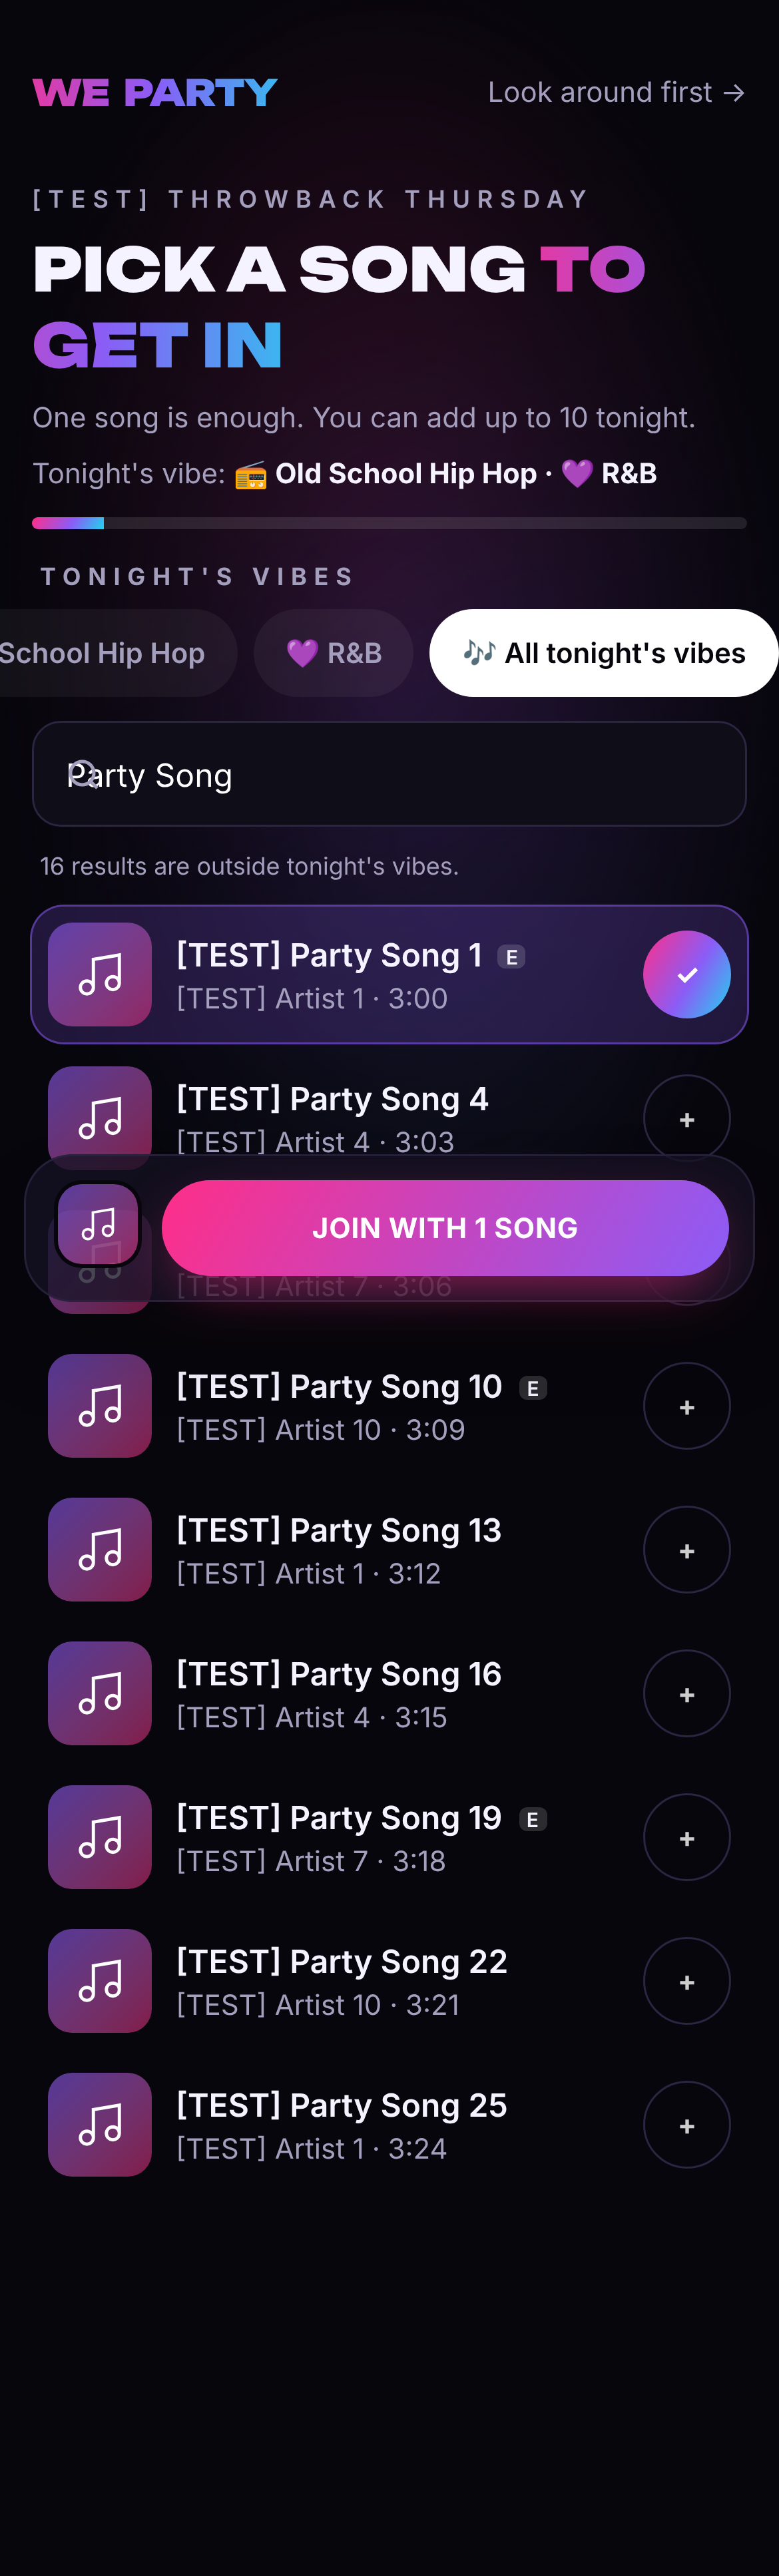 WE PARTY
Look around first →
[TEST] THROWBACK THURSDAY
PICK A SONG TO
GET IN
One song is enough. You can add up to 10 tonight.
Tonight's vibe: 📻 Old School Hip Hop · 💜 R&B
TONIGHT'S VIBES
School Hip Hop
💜 R&B
🎶 All tonight's vibes
Party Song
16 results are outside tonight's vibes.
[TEST] Party Song 1 E
[TEST] Artist 1 · 3:00
[TEST] Party Song 4
[TEST] Artist 4 · 3:03
JOIN WITH 1 SONG
[TEST] Artist 7 · 3:06
[TEST] Party Song 10 E
[TEST] Artist 10 · 3:09
[TEST] Party Song 13
[TEST] Artist 1 · 3:12
[TEST] Party Song 16
[TEST] Artist 4 · 3:15
[TEST] Party Song 19 E
[TEST] Artist 7 · 3:18
[TEST] Party Song 22
[TEST] Artist 10 · 3:21
[TEST] Party Song 25
[TEST] Artist 1 · 3:24